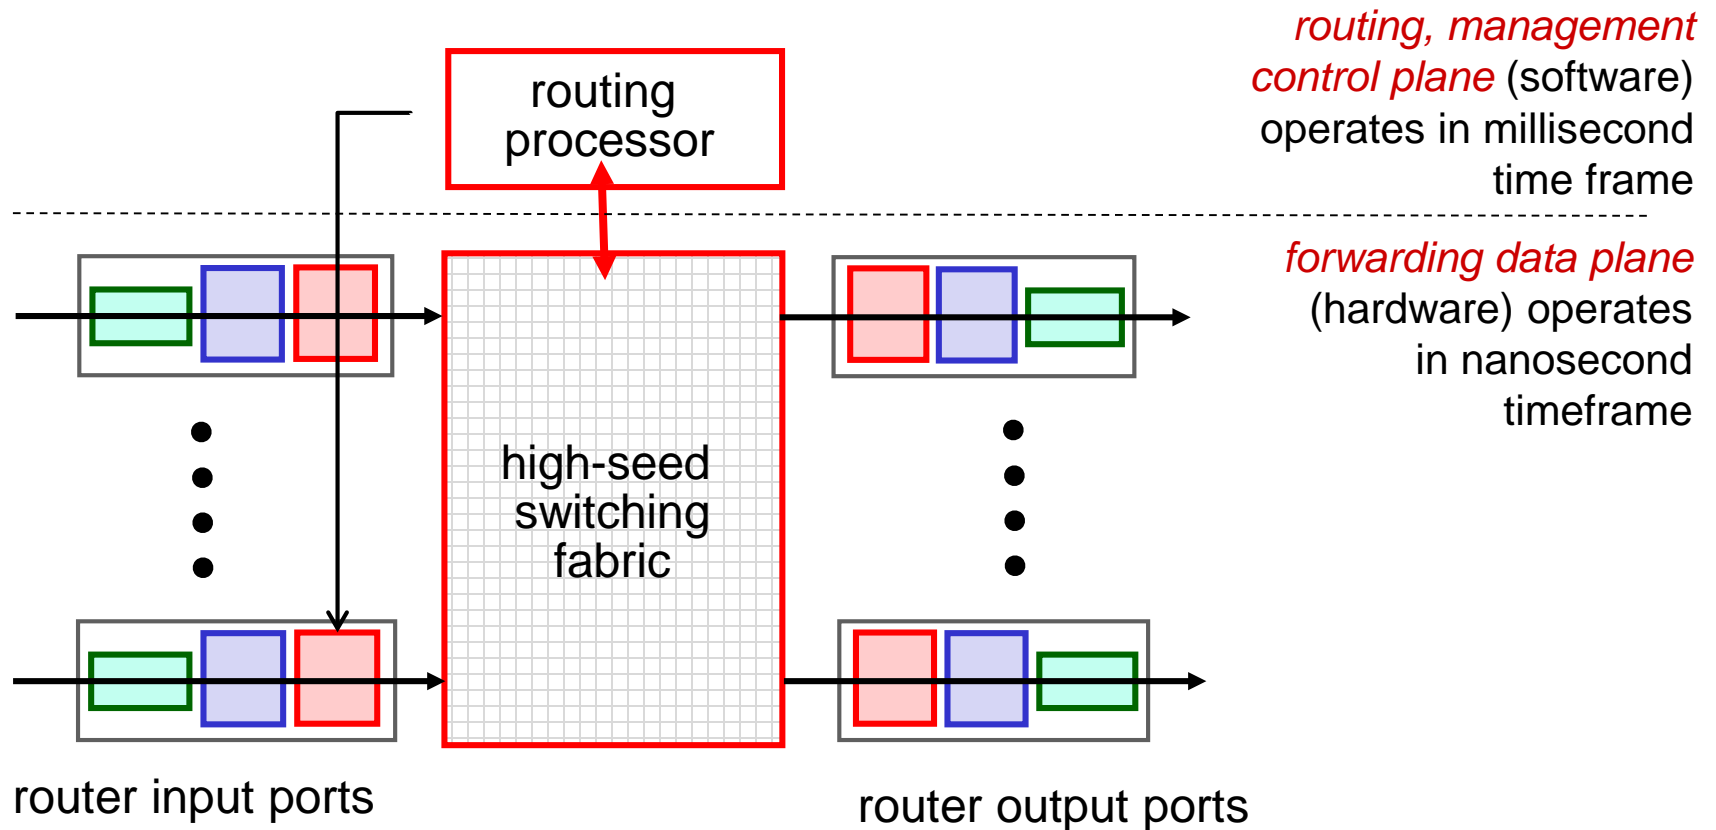 routing, management
control plane (software)
operates in millisecond
time frame
routing
processor
forwarding data plane
(hardware) operates
in nanosecond
timeframe
high-seed
switching
fabric
router input ports
router output ports